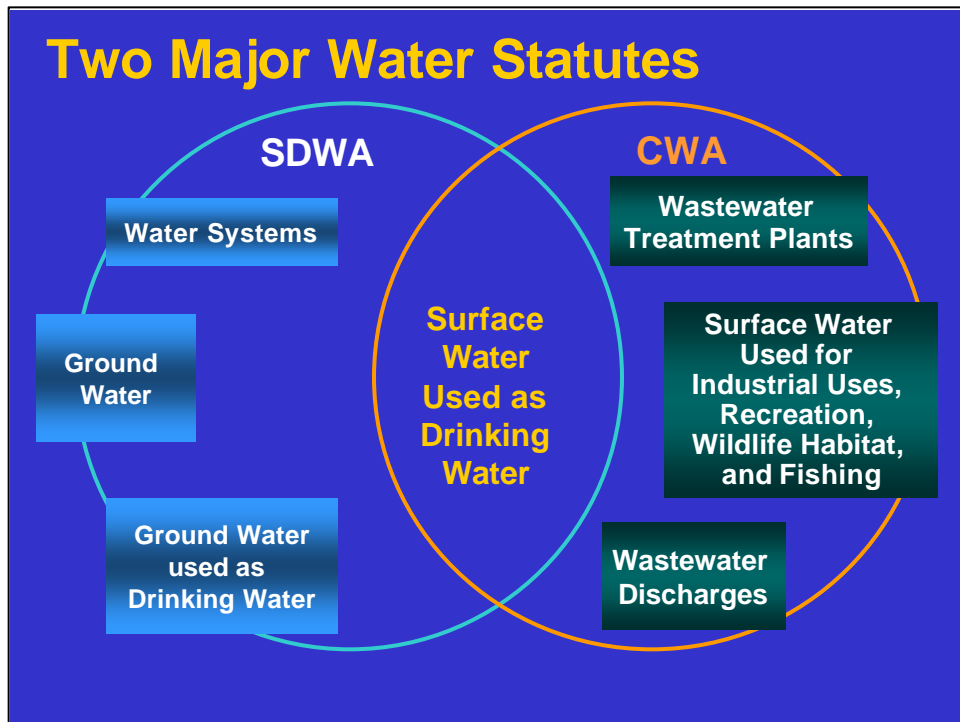 Two Major Water Statutes
SDWA
Water Systems
Ground
Water
Ground Water
used as
Drinking Water
Surface
Water
Used as
Drinking
Water
CWA
Wastewater
Treatment Plants
Surface Water
Used for
Industrial Uses,
Recreation,
Wildlife Habitat,
and Fishing
Wastewater
Discharges